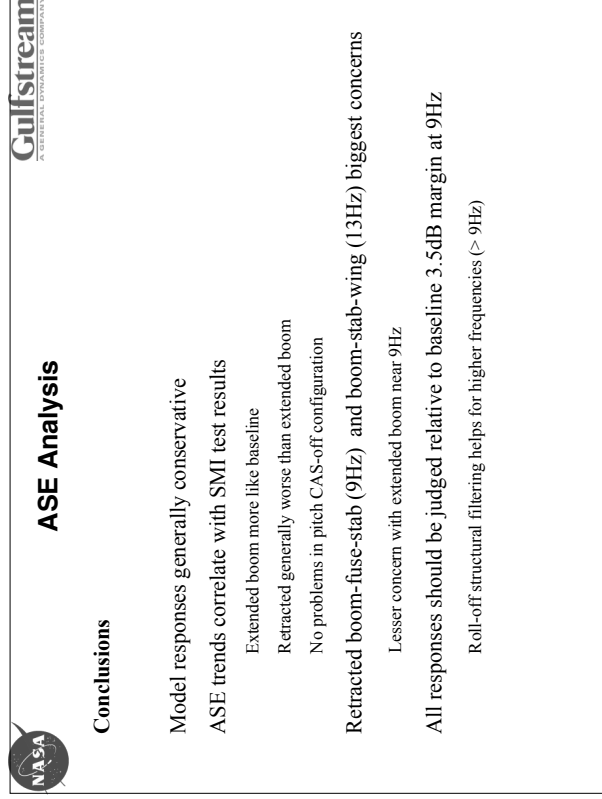 NASA
Gulfstream
A GENERAL DYNAMICS COMPANY
ASE Analysis
Conclusions
Model responses generally conservative
ASE trends correlate with SMI test results
Extended boom more like baseline
Retracted generally worse than extended boom
No problems in pitch CAS-off configuration
Retracted boom-fuse-stab (9Hz) and boom-stab-wing (13Hz) biggest concerns
Lesser concern with extended boom near 9Hz
All responses should be judged relative to baseline 3.5dB margin at 9Hz
Roll-off structural filtering helps for higher frequencies (> 9Hz)